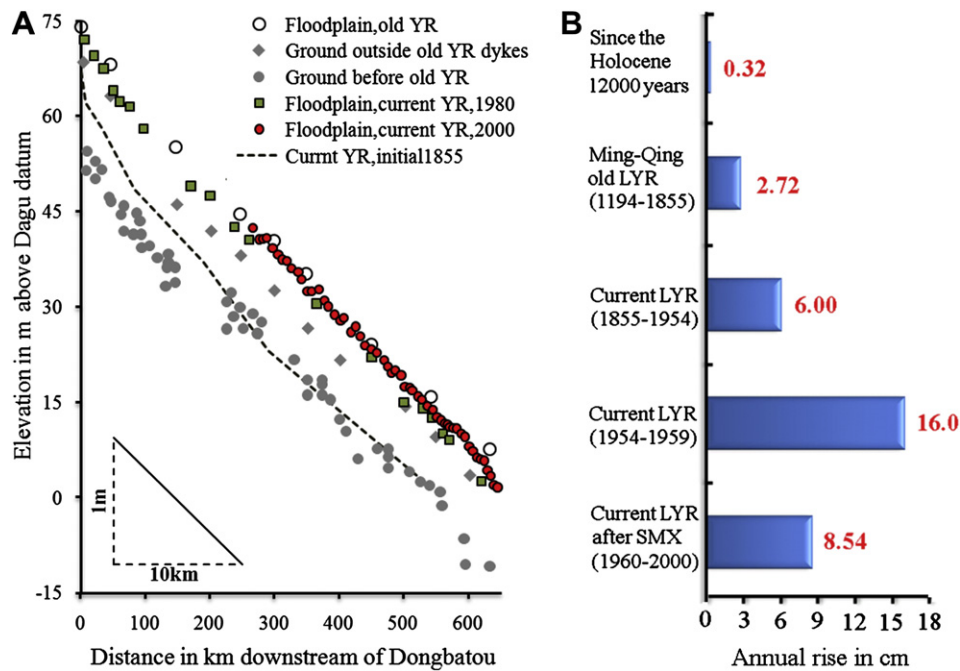 A
75
60
45
30
15
0
-15
Elevation in m above Dagu datum
Floodplain,old YR
Ground outside old YR dykes
Ground before old YR
Floodplain,current YR,1980
Floodplain,current YR,2000
Currnt YR,initial1855
1m
10km
0 100 200 300 400 500 600
Distance in km downstream of Dongbatou
B
Since the
Holocene
12000 years
0.32
Ming-Qing
old LYR
(1194-1855)
2.72
Current LYR
(1855-1954)
6.00
Current LYR
(1954-1959)
16.0
Current LYR
after SMX
(1960-2000)
8.54
0 3 6 9 12 15 18
Annual rise in cm